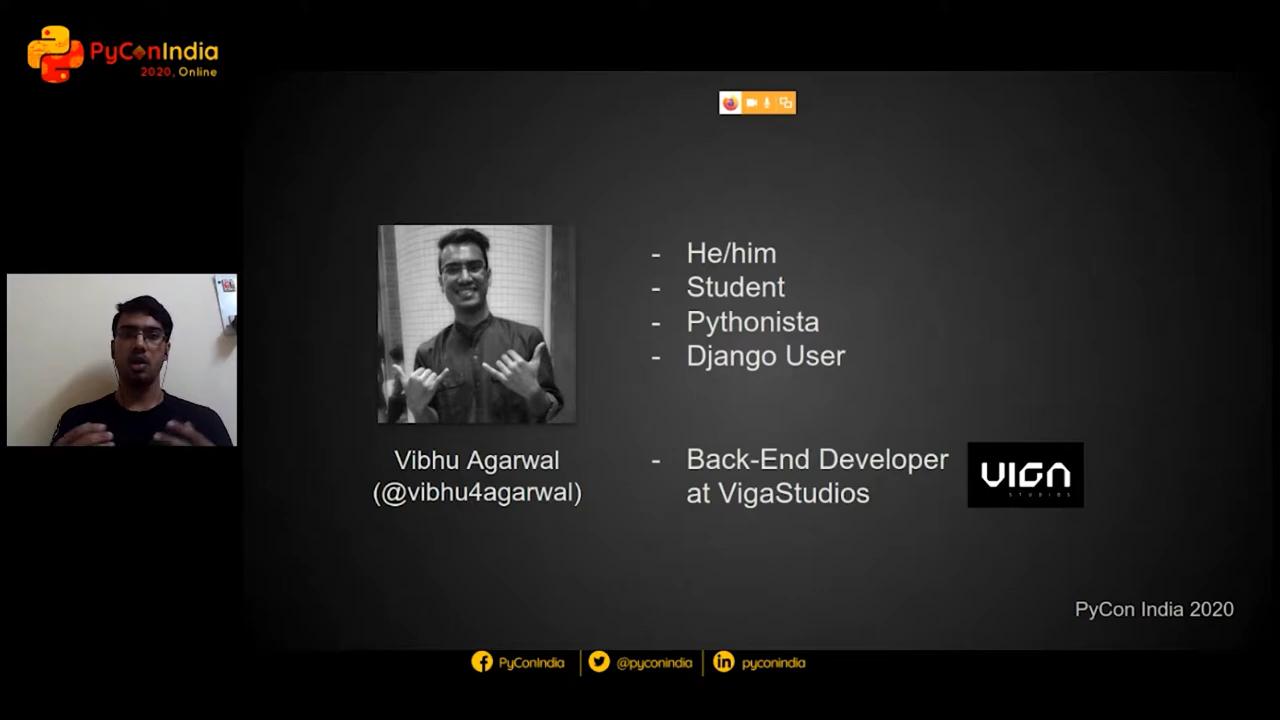 PyConIndia
2020, Online
- He/him
- Student
- Pythonista
- Django User
Vibhu Agarwal
(@vibhu4agarwal)
- Back-End Developer
at VigaStudios
VIGA
STUDIOS
PyCon India 2020
PyConIndia
@pyconindia
pyconindia